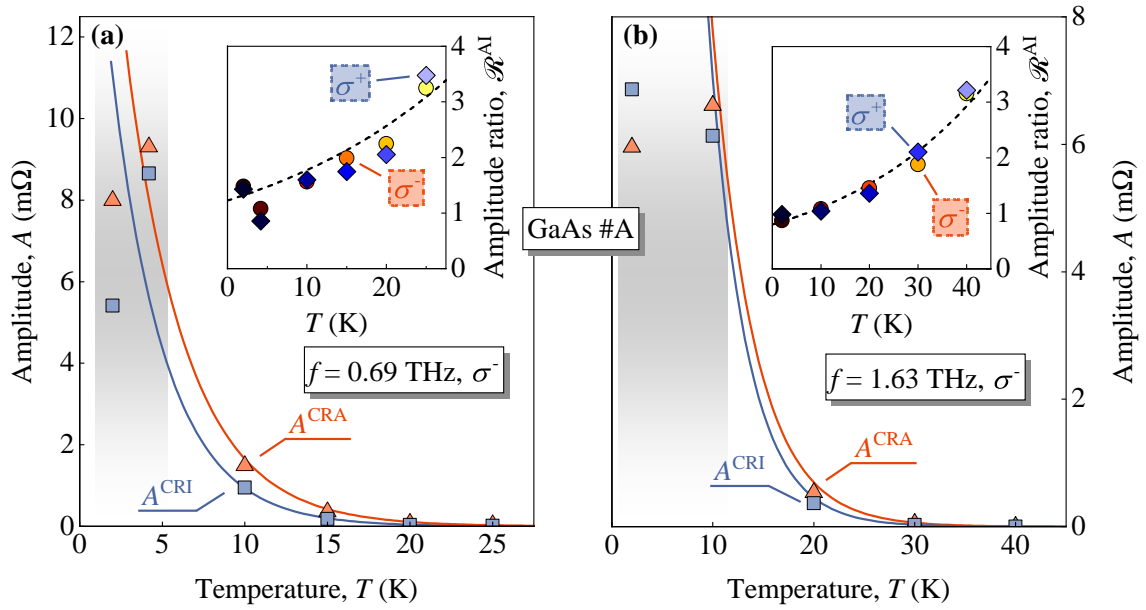 (a)
12
10
8
6
4
2
0
Amplitude, A (mΩ)
0 5 10 15 20 25
Temperature, T (K)
4
3
2
1
0
Amplitude ratio, ℛ^AI
0 10 20
T (K)
σ⁺
σ⁻
f = 0.69 THz, σ⁻
A^CRA
A^CRI
GaAs #A
(b)
8
6
4
2
0
Amplitude, A (mΩ)
0 10 20 30 40
Temperature, T (K)
4
3
2
1
0
Amplitude ratio, ℛ^AI
0 10 20 30 40
T (K)
σ⁺
σ⁻
f = 1.63 THz, σ⁻
A^CRA
A^CRI